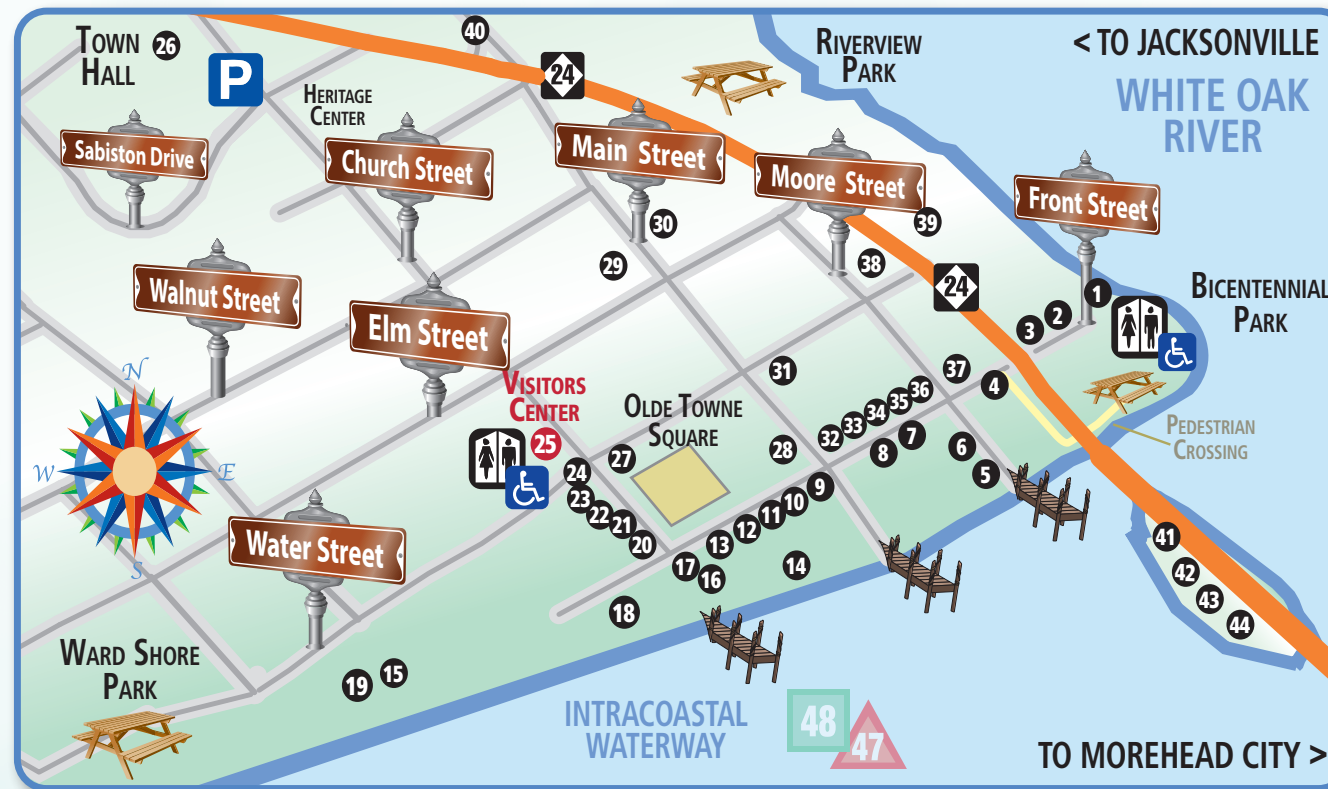 TOWN
HALL
26
P
HERITAGE
CENTER
40
24
RIVERVIEW
PARK
< TO JACKSONVILLE
WHITE OAK
RIVER
Sabiston Drive
Church Street
Main Street
Moore Street
Front Street
30
29
39
38
24
1
2
3
BICENTENNIAL
PARK
Walnut Street
Elm Street
N
W
E
S
VISITORS
CENTER
25
OLDE TOWNE
SQUARE
31
37
4
36
35
34
33
32
7
8
6
5
PEDESTRIAN
CROSSING
28
27
24
23
22
21
20
9
10
11
12
13
14
17
16
18
Water Street
41
42
43
44
WARD SHORE
PARK
19
15
INTRACOASTAL
WATERWAY
48
47
TO MOREHEAD CITY >